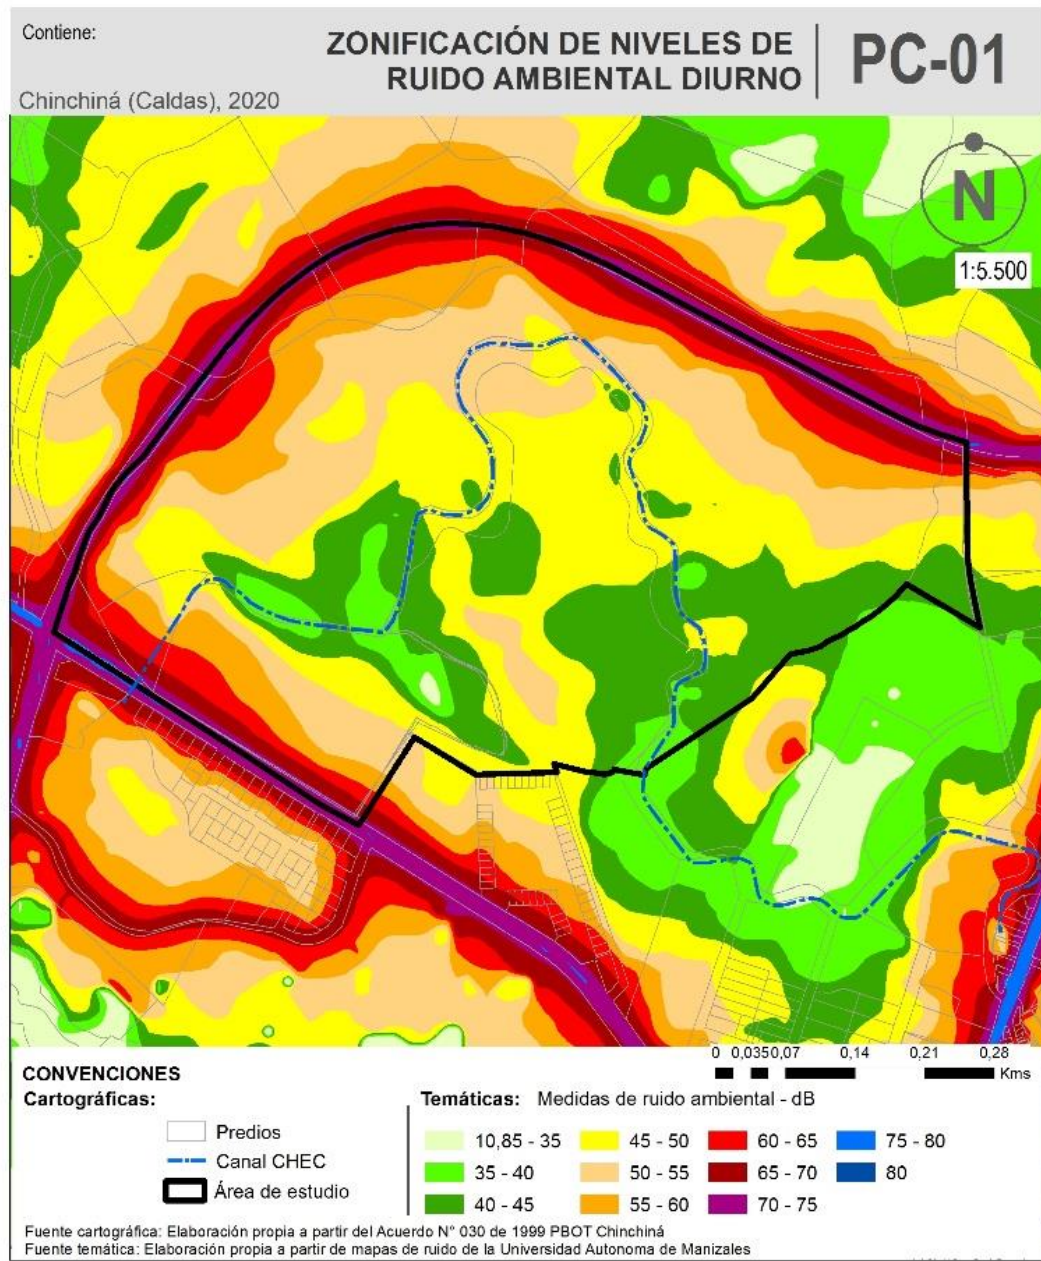 Contiene:
ZONIFICACIÓN DE NIVELES DE
RUIDO AMBIENTAL DIURNO
PC-01
Chinchiná (Caldas), 2020
N
1:5.500
0 0,035 0,07 0,14 0,21 0,28
Kms
CONVENCIONES
Cartográficas:
Predios
Canal CHEC
Área de estudio
Temáticas: Medidas de ruido ambiental - dB
10,85 - 35
35 - 40
40 - 45
45 - 50
50 - 55
55 - 60
60 - 65
65 - 70
70 - 75
75 - 80
80
Fuente cartográfica: Elaboración propia a partir del Acuerdo N° 030 de 1999 PBOT Chinchiná
Fuente temática: Elaboración propia a partir de mapas de ruido de la Universidad Autonoma de Manizales